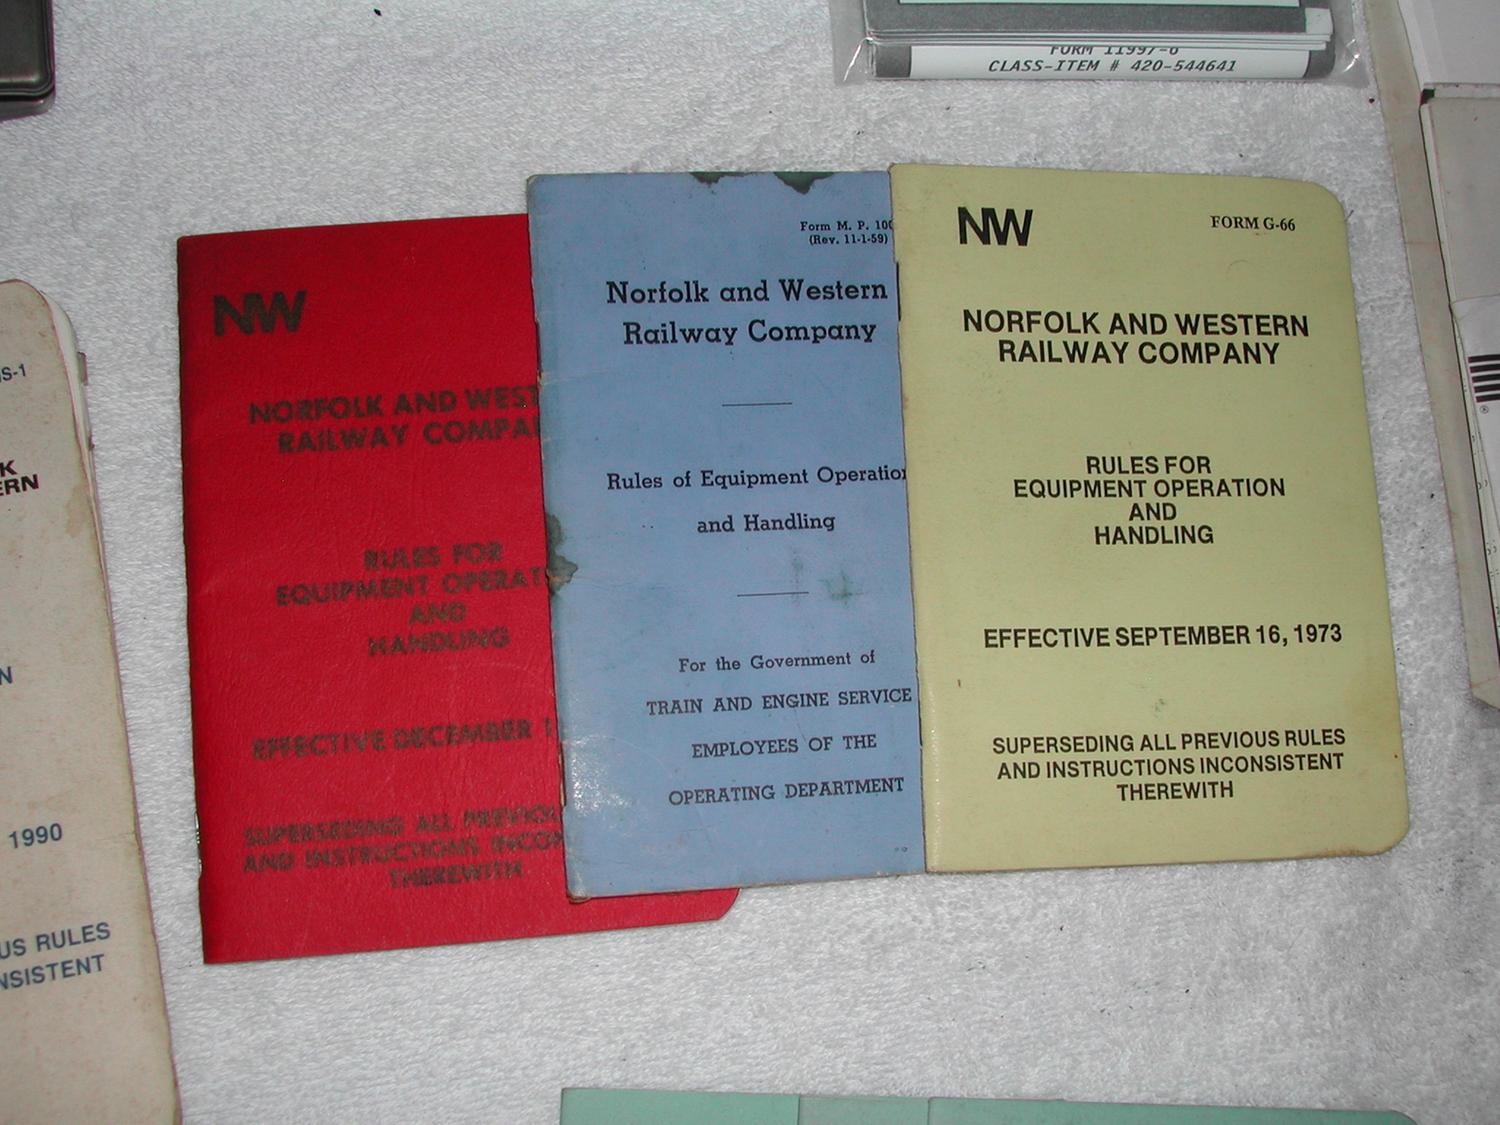 FORM 11997-6
CLASS-ITEM # 420-544641
NW
NORFOLK AND WEST
RAILWAY COMPA
RULES FOR
EQUIPMENT OPERAT
AND
HANDLING
EFFECTIVE DECEMBER 1
SUPERSEDING ALL PREVIOU
AND INSTRUCTIONS INCON
THEREWITH
Form M. P. 100
(Rev. 11-1-59)
Norfolk and Western
Railway Company
Rules of Equipment Operation
and Handling
For the Government of
TRAIN AND ENGINE SERVICE
EMPLOYEES OF THE
OPERATING DEPARTMENT
NW
FORM G-66
NORFOLK AND WESTERN
RAILWAY COMPANY
RULES FOR
EQUIPMENT OPERATION
AND
HANDLING
EFFECTIVE SEPTEMBER 16, 1973
SUPERSEDING ALL PREVIOUS RULES
AND INSTRUCTIONS INCONSISTENT
THEREWITH
S-1
K
ERN
N
1990
US RULES
NSISTENT